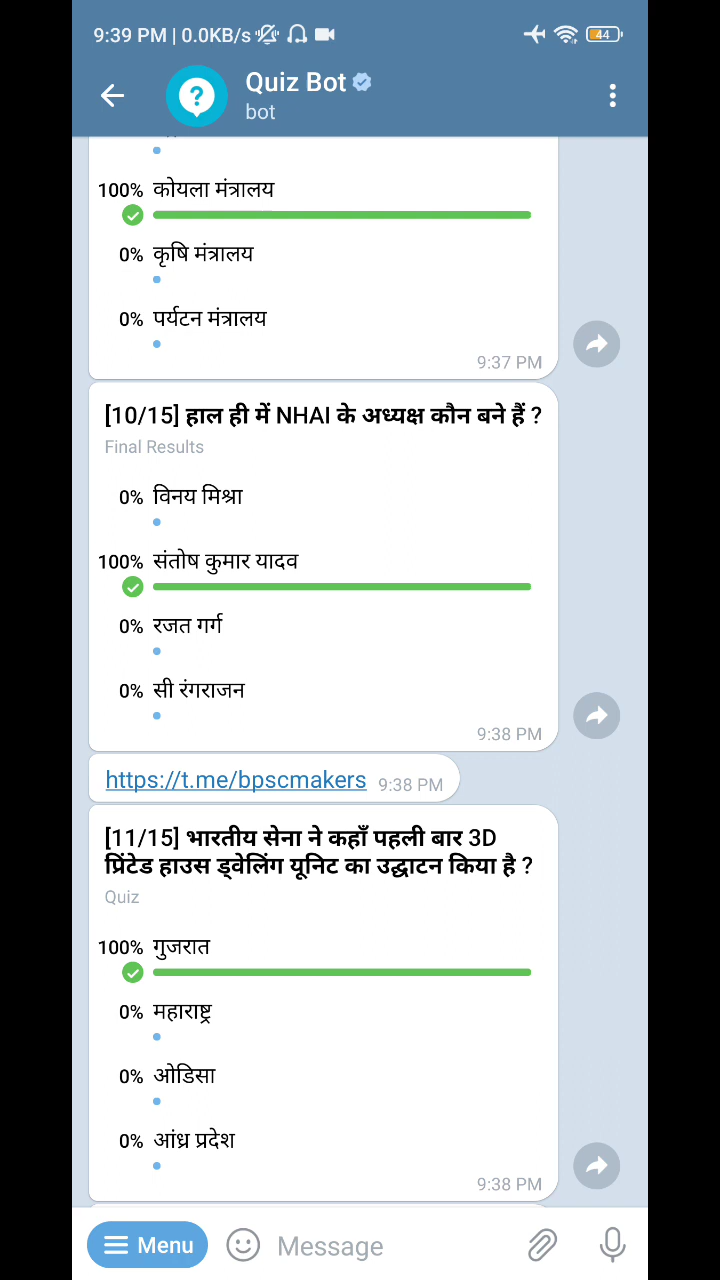 9:39 PM | 0.0KB/s
44
Quiz Bot
bot
100% कोयला मंत्रालय
0% कृषि मंत्रालय
0% पर्यटन मंत्रालय
9:37 PM
[10/15] हाल ही में NHAI के अध्यक्ष कौन बने हैं ?
Final Results
0% विनय मिश्रा
100% संतोष कुमार यादव
0% रजत गर्ग
0% सी रंगराजन
9:38 PM
https://t.me/bpscmakers 9:38 PM
[11/15] भारतीय सेना ने कहाँ पहली बार 3D
प्रिंटेड हाउस ड्वेलिंग यूनिट का उद्घाटन किया है ?
Quiz
100% गुजरात
0% महाराष्ट्र
0% ओडिसा
0% आंध्र प्रदेश
9:38 PM
Menu
Message